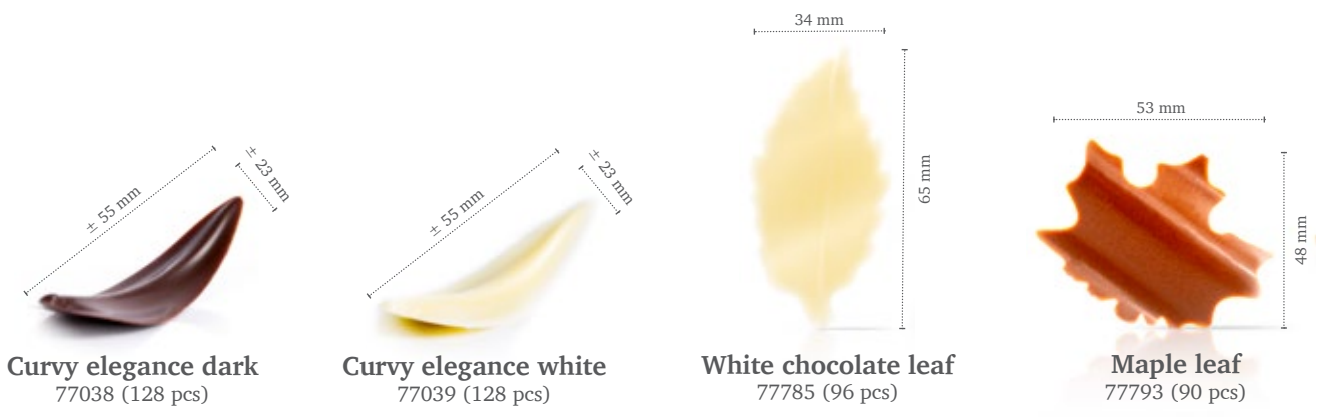 ± 55 mm
± 23 mm
Curvy elegance dark
77038 (128 pcs)
± 55 mm
± 23 mm
Curvy elegance white
77039 (128 pcs)
34 mm
65 mm
White chocolate leaf
77785 (96 pcs)
53 mm
48 mm
Maple leaf
77793 (90 pcs)